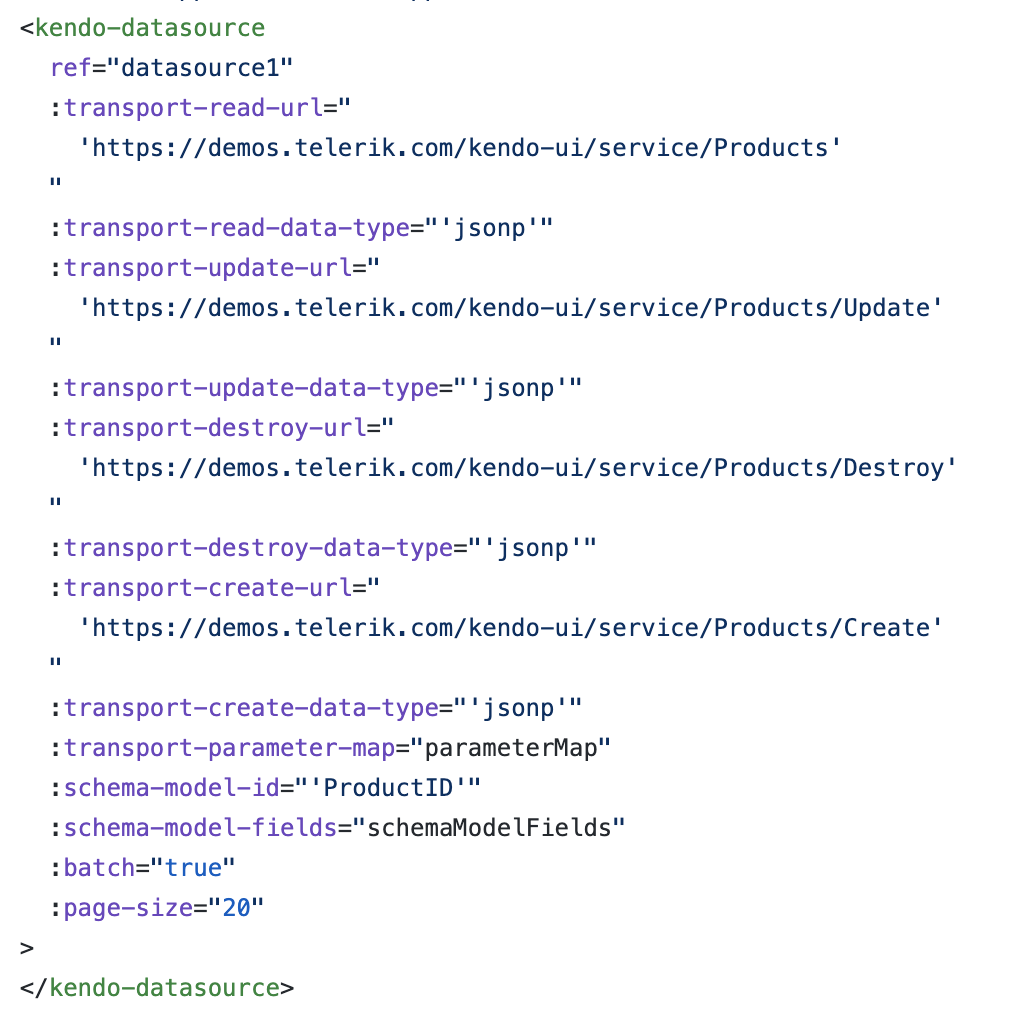 <kendo-datasource
ref="datasource1"
:transport-read-url="
'https://demos.telerik.com/kendo-ui/service/Products'
"
:transport-read-data-type="'jsonp'"
:transport-update-url="
'https://demos.telerik.com/kendo-ui/service/Products/Update'
"
:transport-update-data-type="'jsonp'"
:transport-destroy-url="
'https://demos.telerik.com/kendo-ui/service/Products/Destroy'
"
:transport-destroy-data-type="'jsonp'"
:transport-create-url="
'https://demos.telerik.com/kendo-ui/service/Products/Create'
"
:transport-create-data-type="'jsonp'"
:transport-parameter-map="parameterMap"
:schema-model-id="'ProductID'"
:schema-model-fields="schemaModelFields"
:batch="true"
:page-size="20"
>
</kendo-datasource>